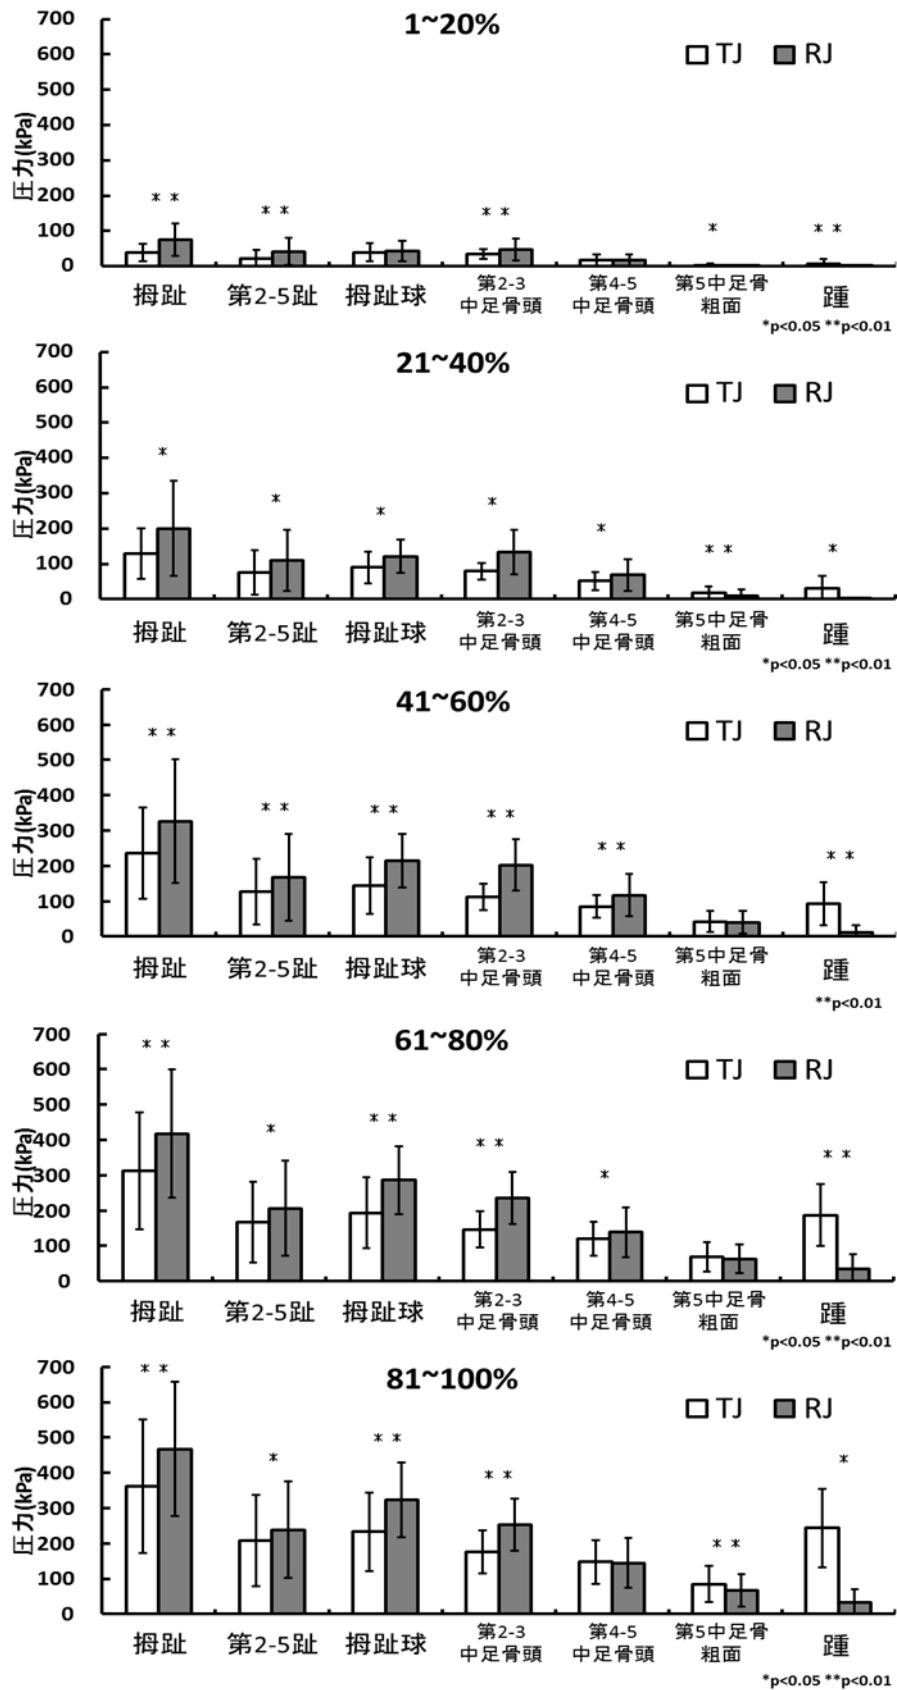 1~20%
TJ RJ
圧力(kPa)
700
600
500
400
300
200
100
0
** ** ** * **
拇趾 第2-5趾 拇趾球 第2-3中足骨頭 第4-5中足骨頭 第5中足骨粗面 踵
*p<0.05 **p<0.01
21~40%
TJ RJ
圧力(kPa)
700
600
500
400
300
200
100
0
* * * * * ** *
拇趾 第2-5趾 拇趾球 第2-3中足骨頭 第4-5中足骨頭 第5中足骨粗面 踵
*p<0.05 **p<0.01
41~60%
TJ RJ
圧力(kPa)
700
600
500
400
300
200
100
0
** ** ** ** ** **
拇趾 第2-5趾 拇趾球 第2-3中足骨頭 第4-5中足骨頭 第5中足骨粗面 踵
**p<0.01
61~80%
TJ RJ
圧力(kPa)
700
600
500
400
300
200
100
0
** * ** ** * **
拇趾 第2-5趾 拇趾球 第2-3中足骨頭 第4-5中足骨頭 第5中足骨粗面 踵
*p<0.05 **p<0.01
81~100%
TJ RJ
圧力(kPa)
700
600
500
400
300
200
100
0
** * ** ** ** *
拇趾 第2-5趾 拇趾球 第2-3中足骨頭 第4-5中足骨頭 第5中足骨粗面 踵
*p<0.05 **p<0.01